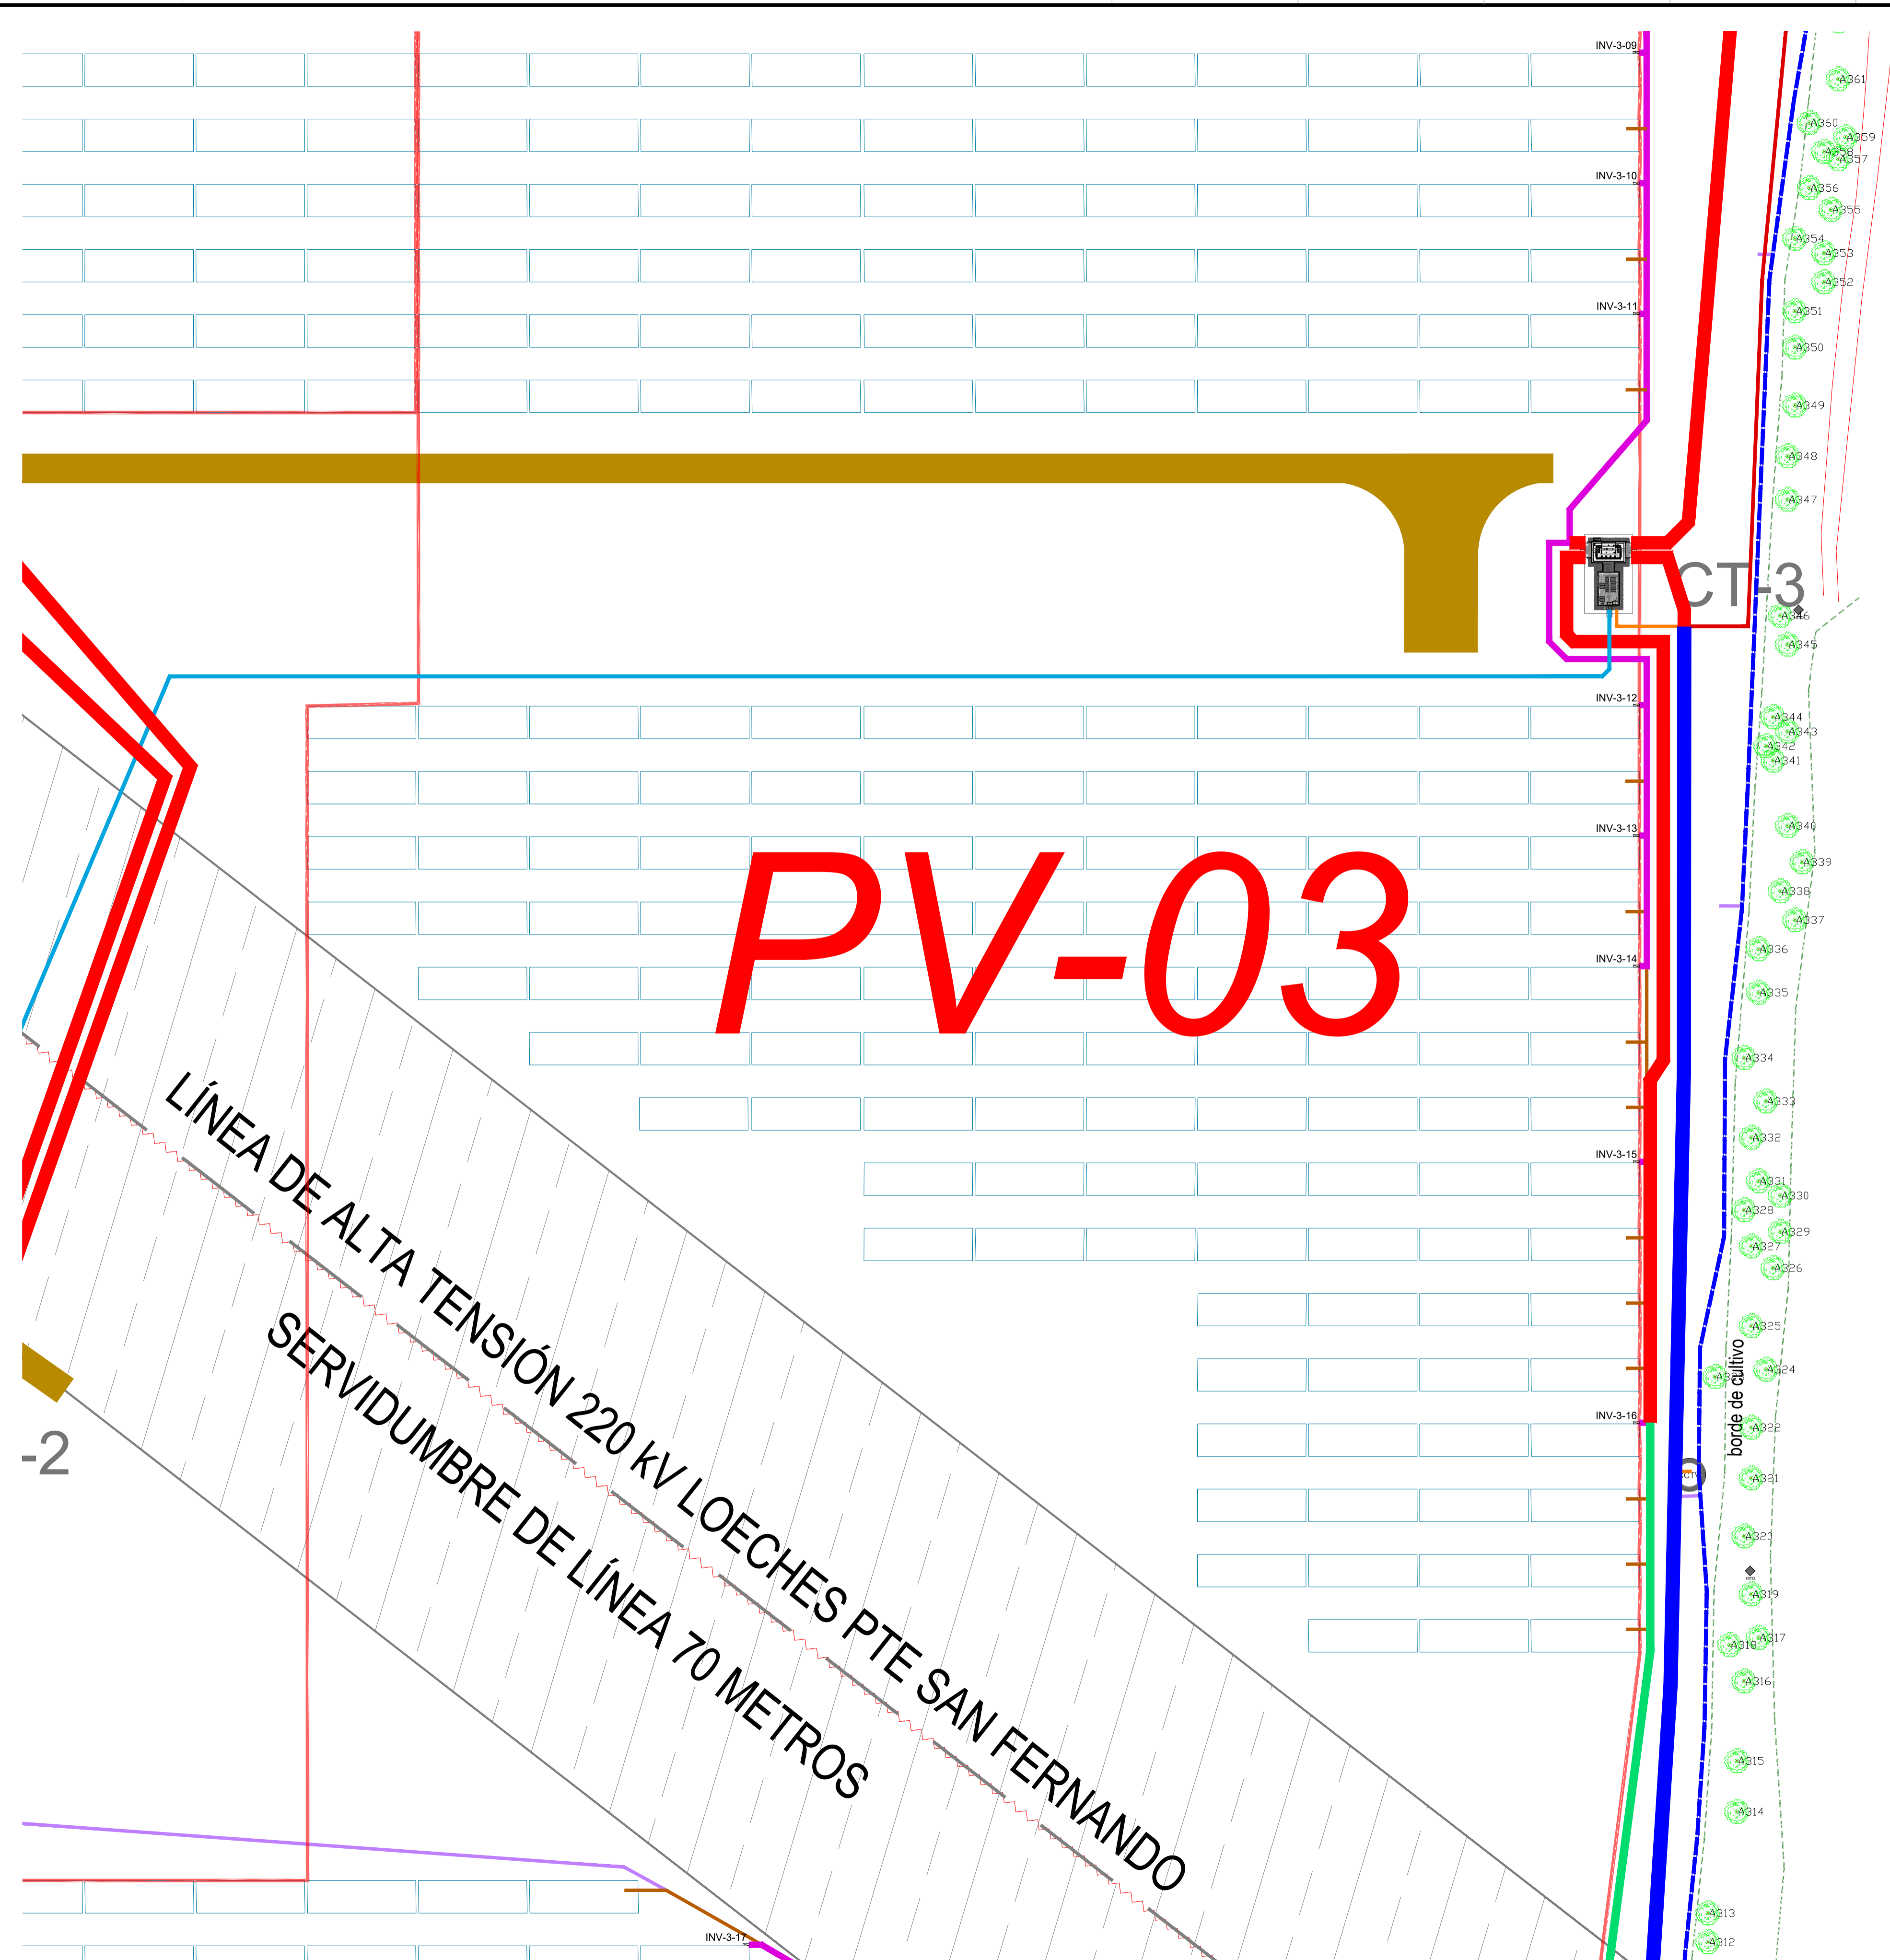 INV-3-09
A361
A360
A359
A358
A357
INV-3-10
A356
A355
A354
A353
A352
INV-3-11
A351
A350
A349
A348
A347
CT-3
A346
A345
INV-3-12
A344
A343
A342
A341
INV-3-13
A340
A339
PV-03
A338
A337
A336
INV-3-14
A335
A334
A333
A332
INV-3-15
A331
A330
A328
A329
A327
A326
LÍNEA DE ALTA TENSIÓN 220 kV LOECHES PTE SAN FERNANDO
SERVIDUMBRE DE LÍNEA 70 METROS
A325
borde de cultivo
A324
INV-3-16
A322
-2
A321
A320
A319
A317
A318
A316
A315
A314
A313
INV-3-17
A312